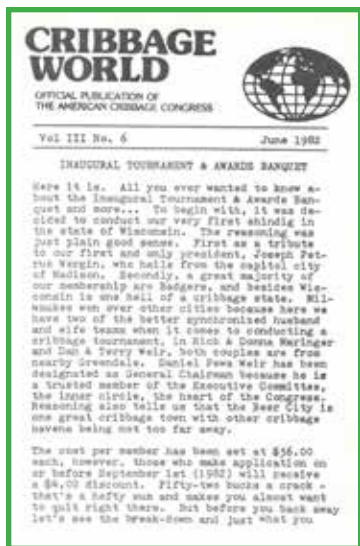 CRIBBAGE
WORLD
OFFICIAL PUBLICATION OF
THE AMERICAN CRIBBAGE CONGRESS
Vol III No. 6 June 1982
INAUGURAL TOURNAMENT & AWARDS BANQUET
Here it is. All you ever wanted to know a-
bout the Inaugural Tournament & Awards Ban-
quet and more... To begin with, it was de-
cided to conduct our very first shindig in
the state of Wisconsin. The reasoning was
just plain good sense. First as a tribute
to our first and only president, Joseph Pet-
rus Wergin, who hails from the capitol city
of Madison. Secondly, a great majority of
our membership are Badgers, and besides Wis-
consin is one hell of a cribbage state. Mil-
waukee won over other cities because here we
have two of the better synchronized husband
and wife teams when it comes to conducting a
cribbage tournament, in Rich & Donna Maringer
and Dan & Terry Weir, both couples are from
nearby Greendale. Daniel Weir has been
designated as General Chairman because he is
a trusted member of the Executive Committee,
the inner circle, the heart of the Congress.
Reasoning also tells us that the Beer City is
one great cribbage town with other cribbage
havens being not too far away.
The cost per member has been set at
each, however, those who make application on
or before September 1st (1982) will receive
a $4.00 discount. Fifty-two bucks a crack -
that's a hefty sum and makes you almost want
to quit right there. But before you back away
let's see the break-down and just what you